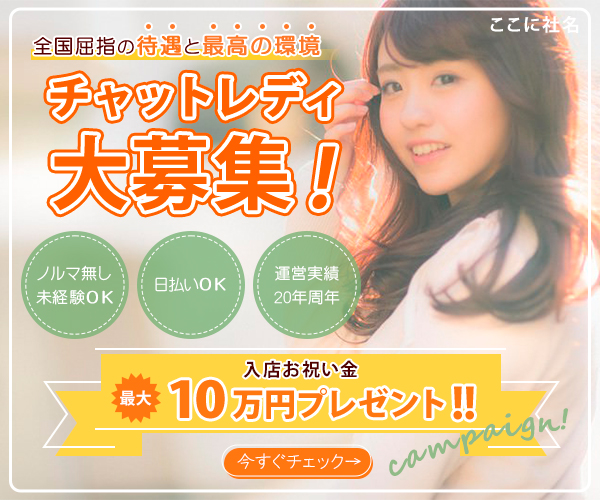 ここに社名
全国屈指の待遇と最高の環境
チャットレディ
大募集！
ノルマ無し
未経験OK
日払いOK
運営実績
20年周年
入店お祝い金
最大
10万円プレゼント!!
campaign!
今すぐチェック→